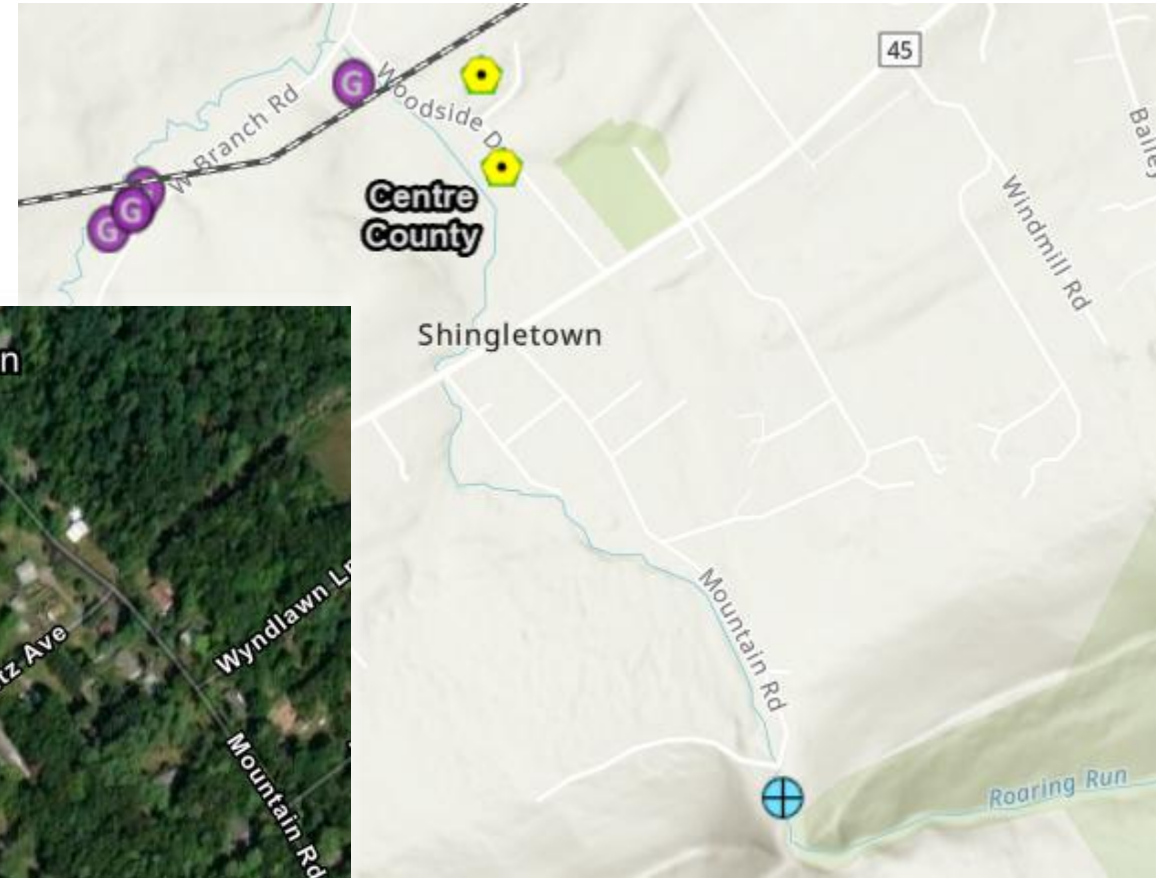 45
G
W Branch Rd
Woodside D
Bailey
G
G
Centre
County
Windmill Rd
Shingletown
n
Wyndlawn Ln
tz Ave
Mountain Rd
Mountain Rd
Roaring Run